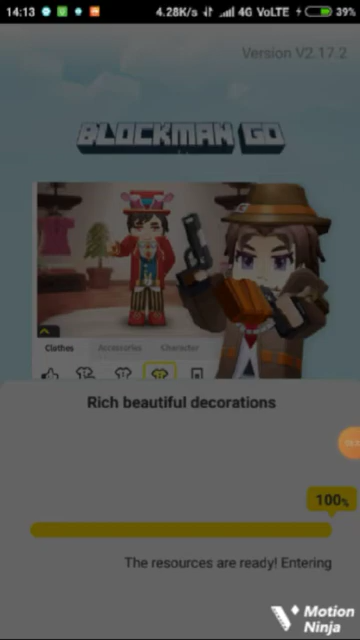 14:13 4.28K/s 4G VoLTE 39%
Version V2.17.2
BLOCKMAN GO
Clothes Accessories Character
Rich beautiful decorations
100%
The resources are ready! Entering
Motion
Ninja